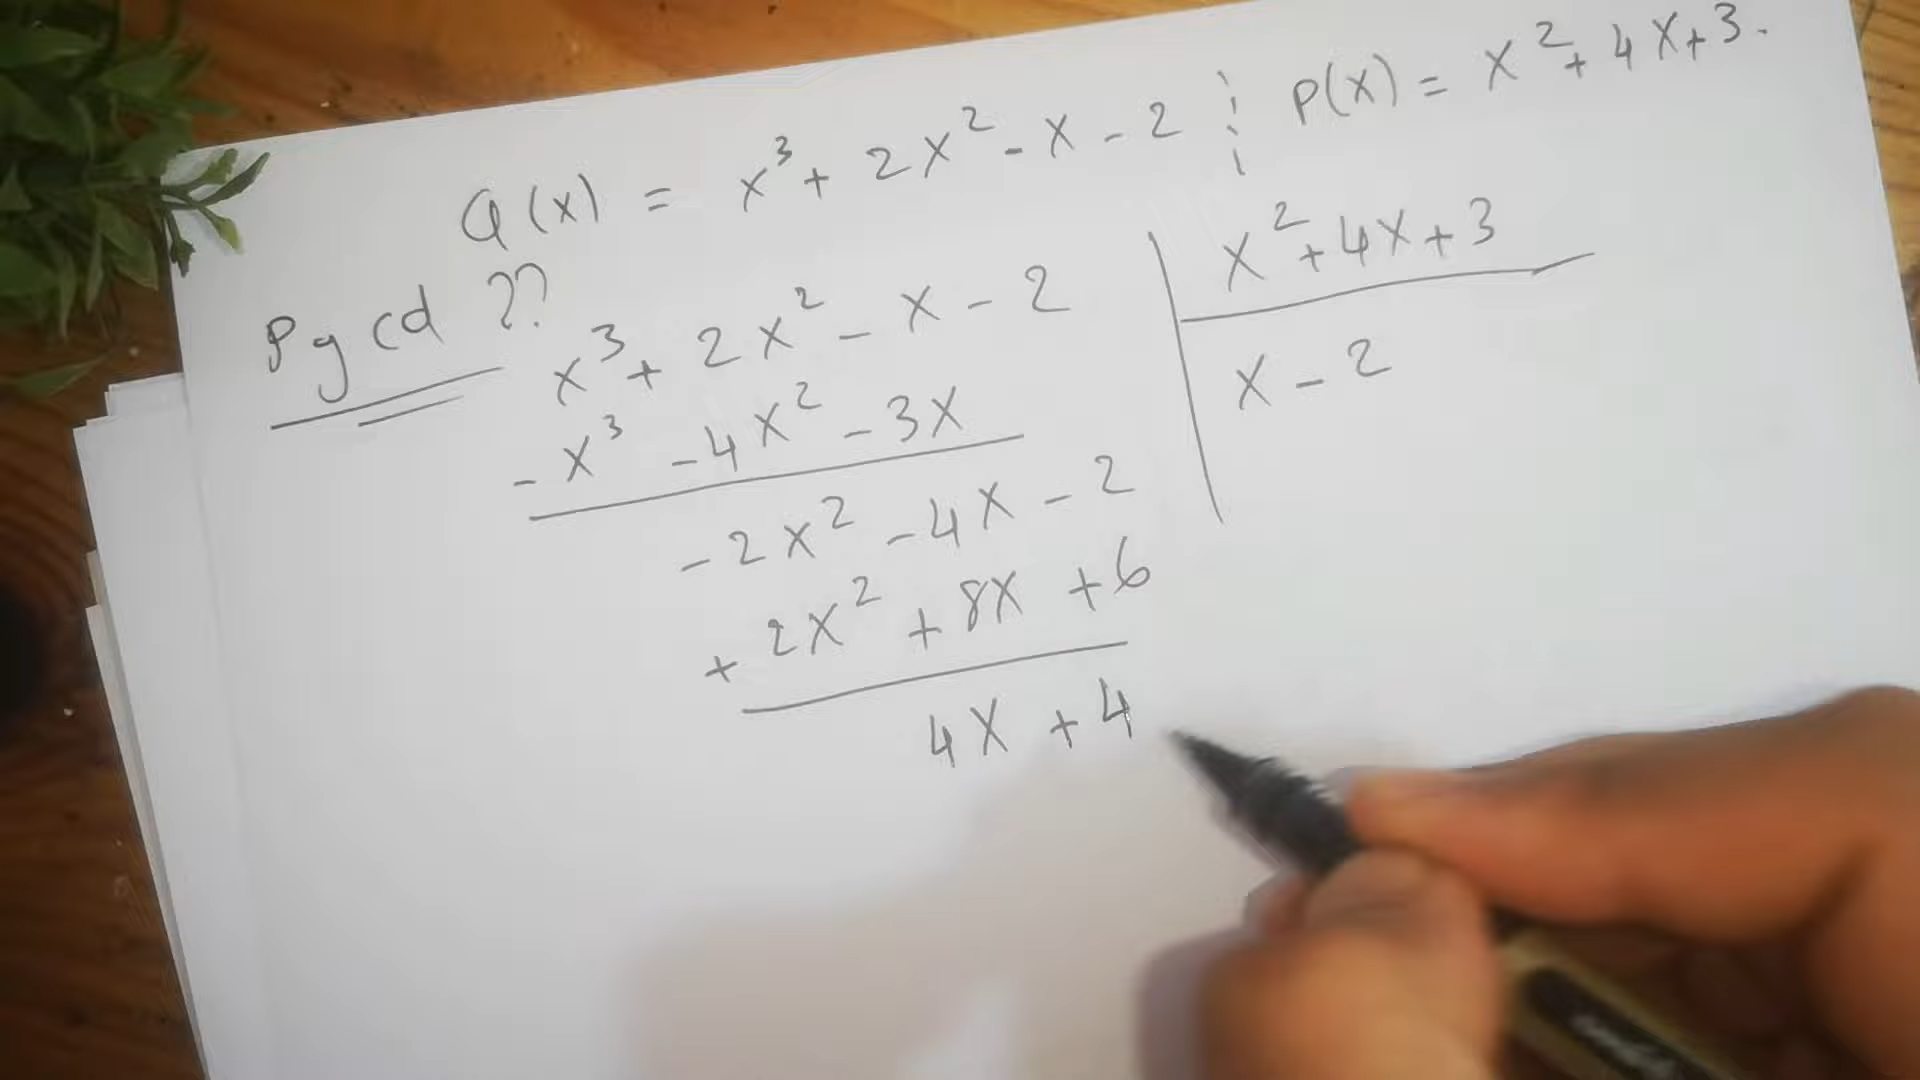 Q(x) = x³ + 2x² - x - 2 ¦ P(x) = x² + 4x + 3.
Pgcd ??
x³ + 2x² - x - 2 | x² + 4x + 3
- x³ - 4x² - 3x | x - 2
- 2x² - 4x - 2
+ 2x² + 8x + 6
4x + 4